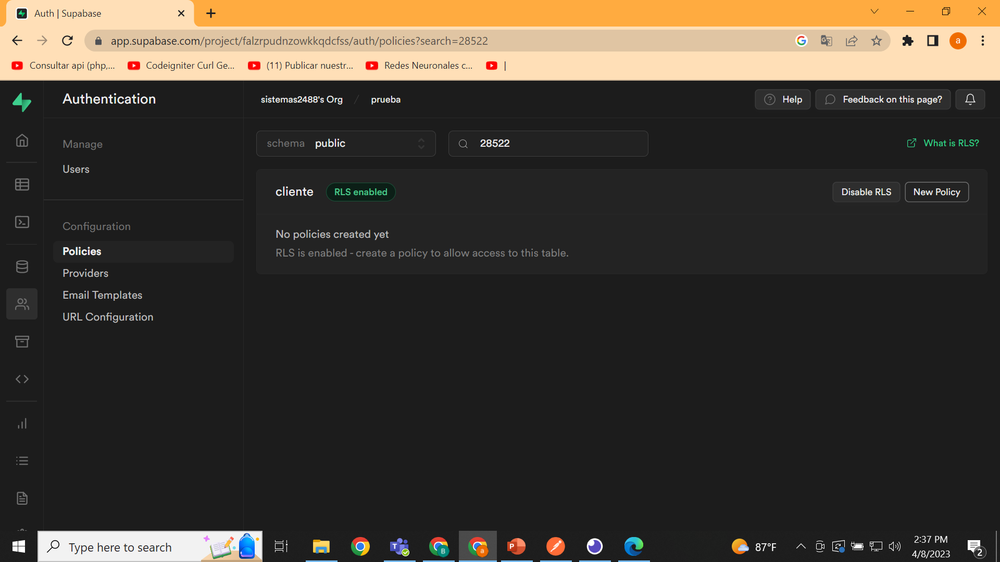 Auth | Supabase
app.supabase.com/project/falzrpudnzowkkqdcfss/auth/policies?search=28522
a
Consultar api (php,...
Codeigniter Curl Ge...
(11) Publicar nuestr...
Redes Neuronales c...
|
Authentication
sistemas2488's Org / prueba
Help
Feedback on this page?
Manage
Users
schema public
28522
What is RLS?
cliente
RLS enabled
Disable RLS
New Policy
No policies created yet
RLS is enabled - create a policy to allow access to this table.
Configuration
Policies
Providers
Email Templates
URL Configuration
Type here to search
T
B
a
P
87°F
2:37 PM
4/8/2023
2